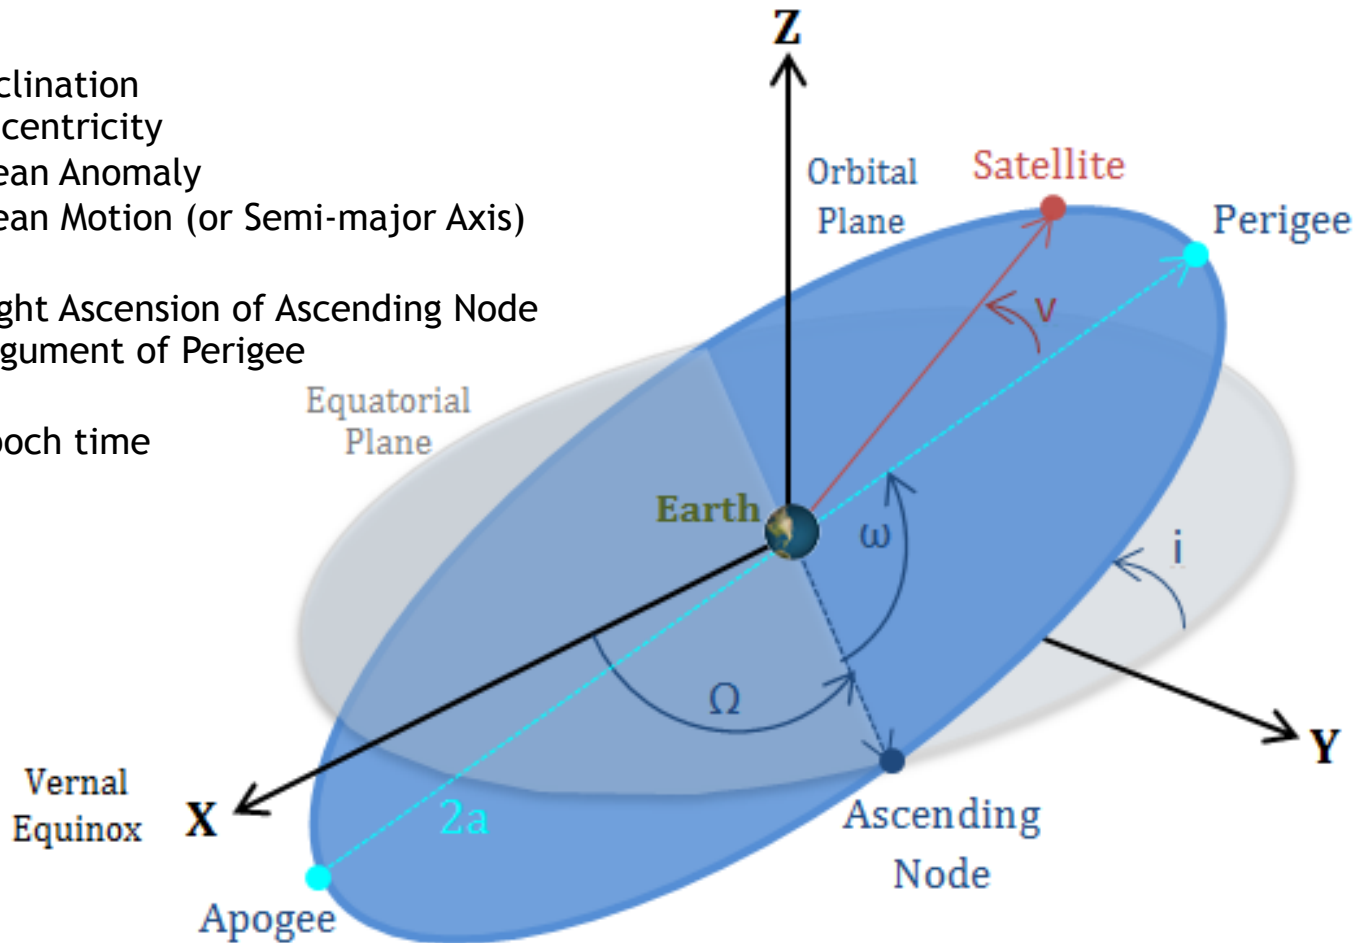 clination
centricity
ean Anomaly
ean Motion (or Semi-major Axis)
ght Ascension of Ascending Node
gument of Perigee
och time
Z
Orbital
Plane
Satellite
Perigee
ν
Equatorial
Plane
Earth
ω
i
Ω
Y
Vernal
Equinox
X
2a
Ascending
Node
Apogee